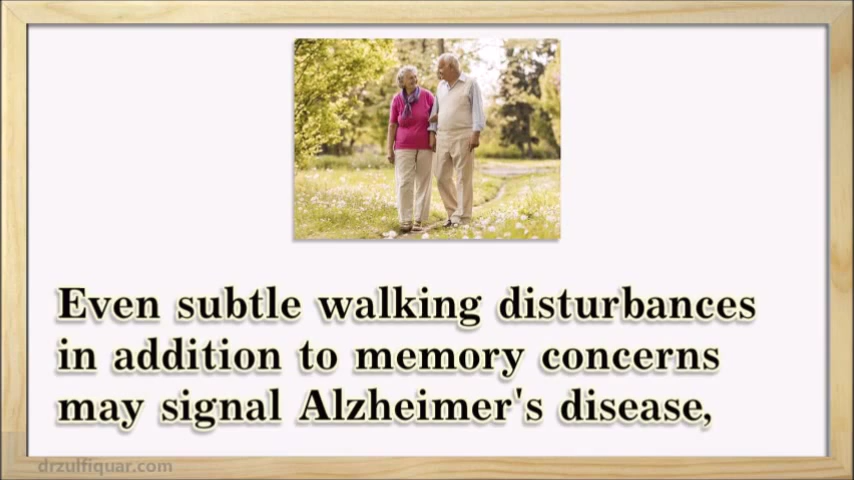 Even subtle walking disturbances
in addition to memory concerns
may signal Alzheimer's disease,
drzulfiquar.com